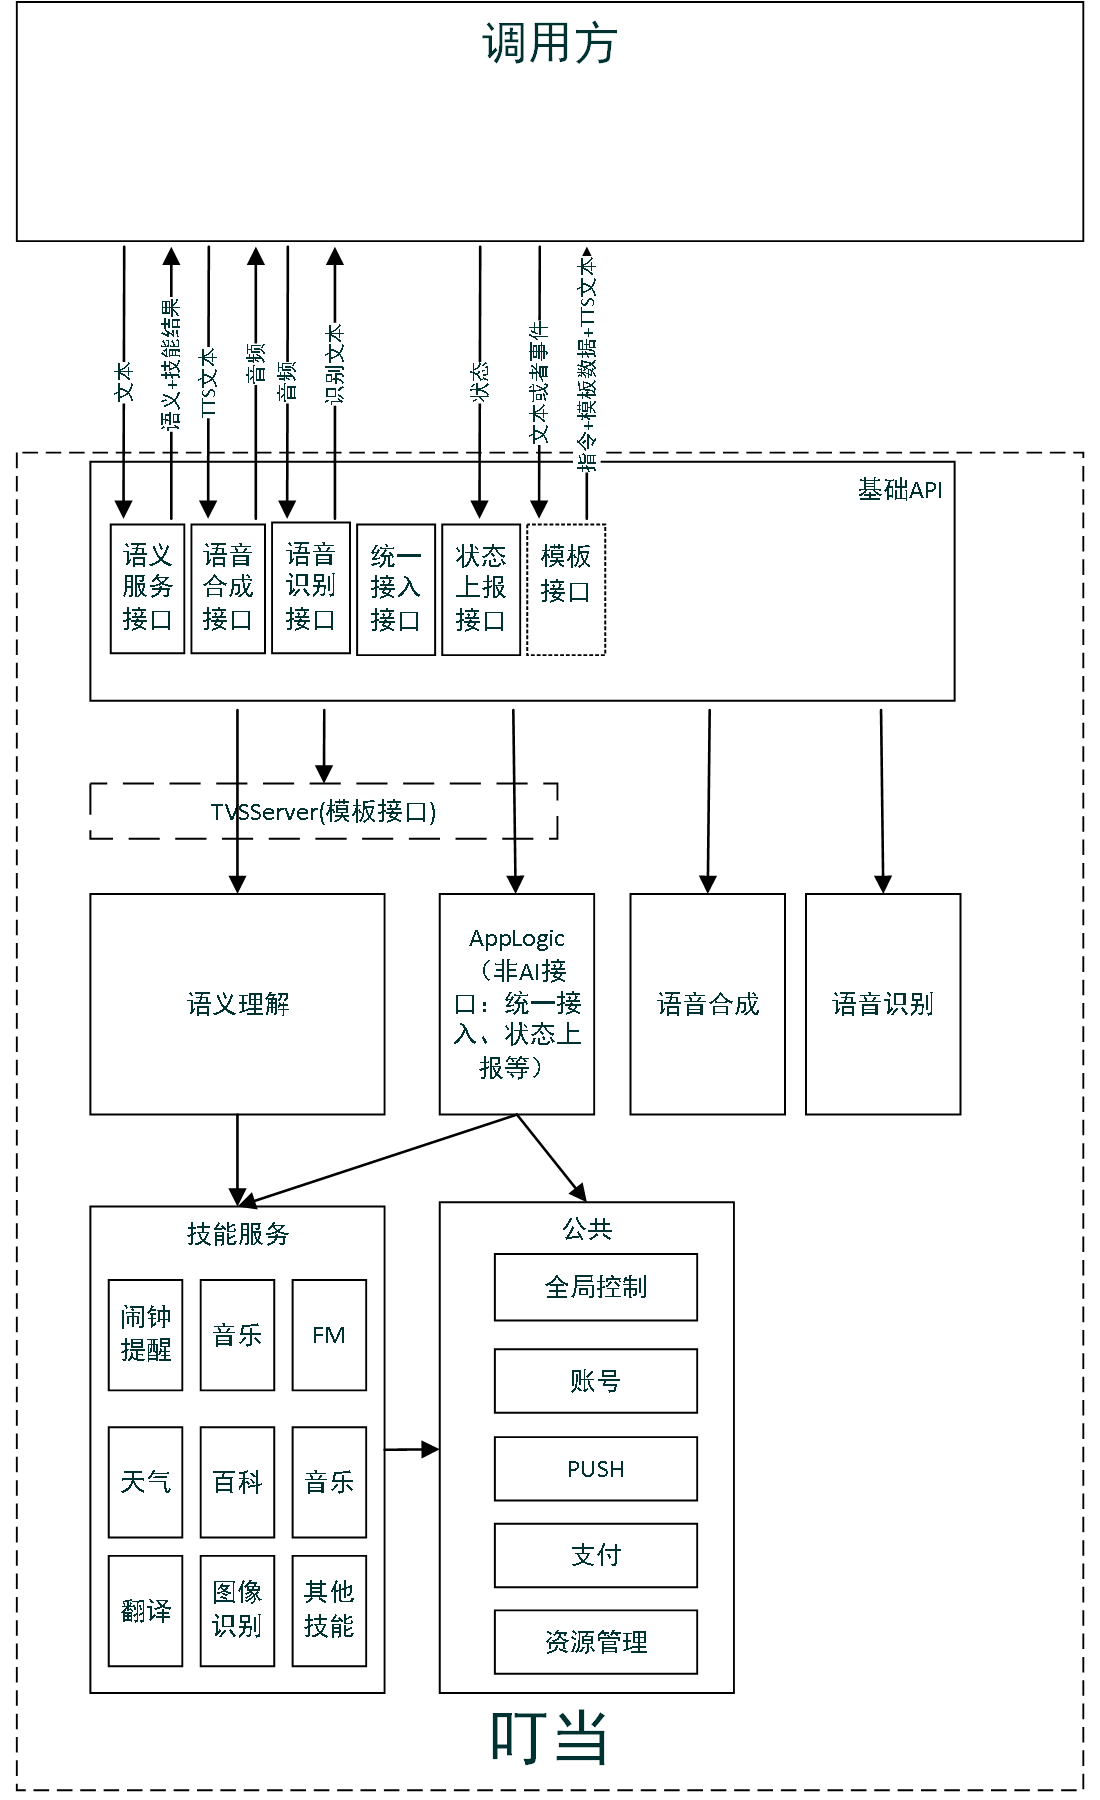 调用方
文本
语义+技能结果
TTS文本
音频
音频
识别文本
状态
文本或者事件
指令+模板数据+TTS文本
基础API
语义
服务
接口
语音
合成
接口
语音
识别
接口
统一
接入
接口
状态
上报
接口
模板
接口
TVSServer(模板接口)
语义理解
AppLogic
（非AI接
口：统一接
入、状态上
报等）
语音合成
语音识别
技能服务
闹钟
提醒
音乐
FM
天气
百科
音乐
翻译
图像
识别
其他
技能
公共
全局控制
账号
PUSH
支付
资源管理
叮当